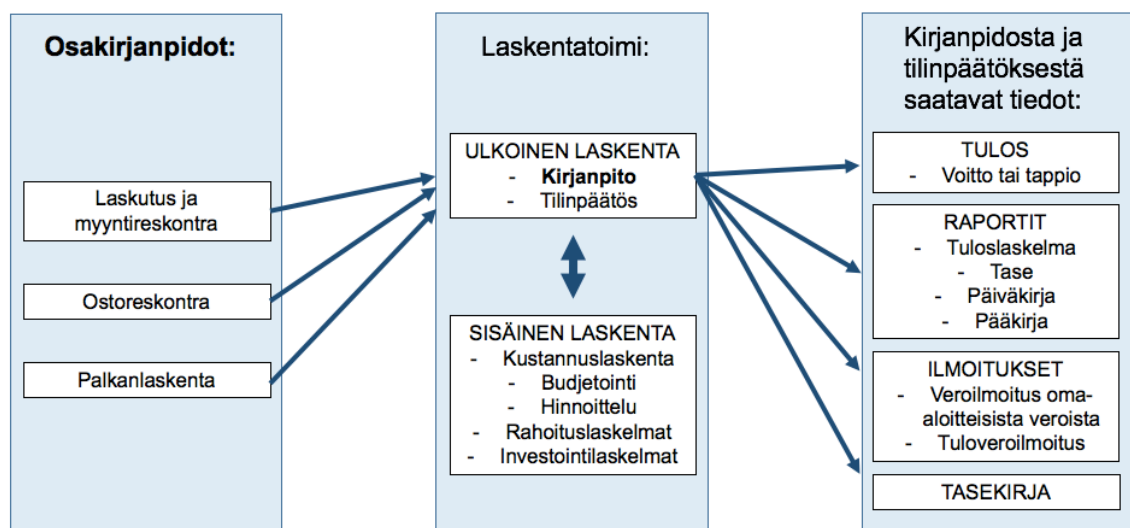 Osakirjanpidot:
Laskutus ja
myyntireskontra
Ostoreskontra
Palkanlaskenta
Laskentatoimi:
ULKOINEN LASKENTA
- Kirjanpito
- Tilinpäätös
SISÄINEN LASKENTA
- Kustannuslaskenta
- Budjetointi
- Hinnoittelu
- Rahoituslaskelmat
- Investointilaskelmat
Kirjanpidosta ja
tilinpäätöksestä
saatavat tiedot:
TULOS
- Voitto tai tappio
RAPORTIT
- Tuloslaskelma
- Tase
- Päiväkirja
- Pääkirja
ILMOITUKSET
- Veroilmoitus oma-
aloitteisista veroista
- Tuloveroilmoitus
TASEKIRJA